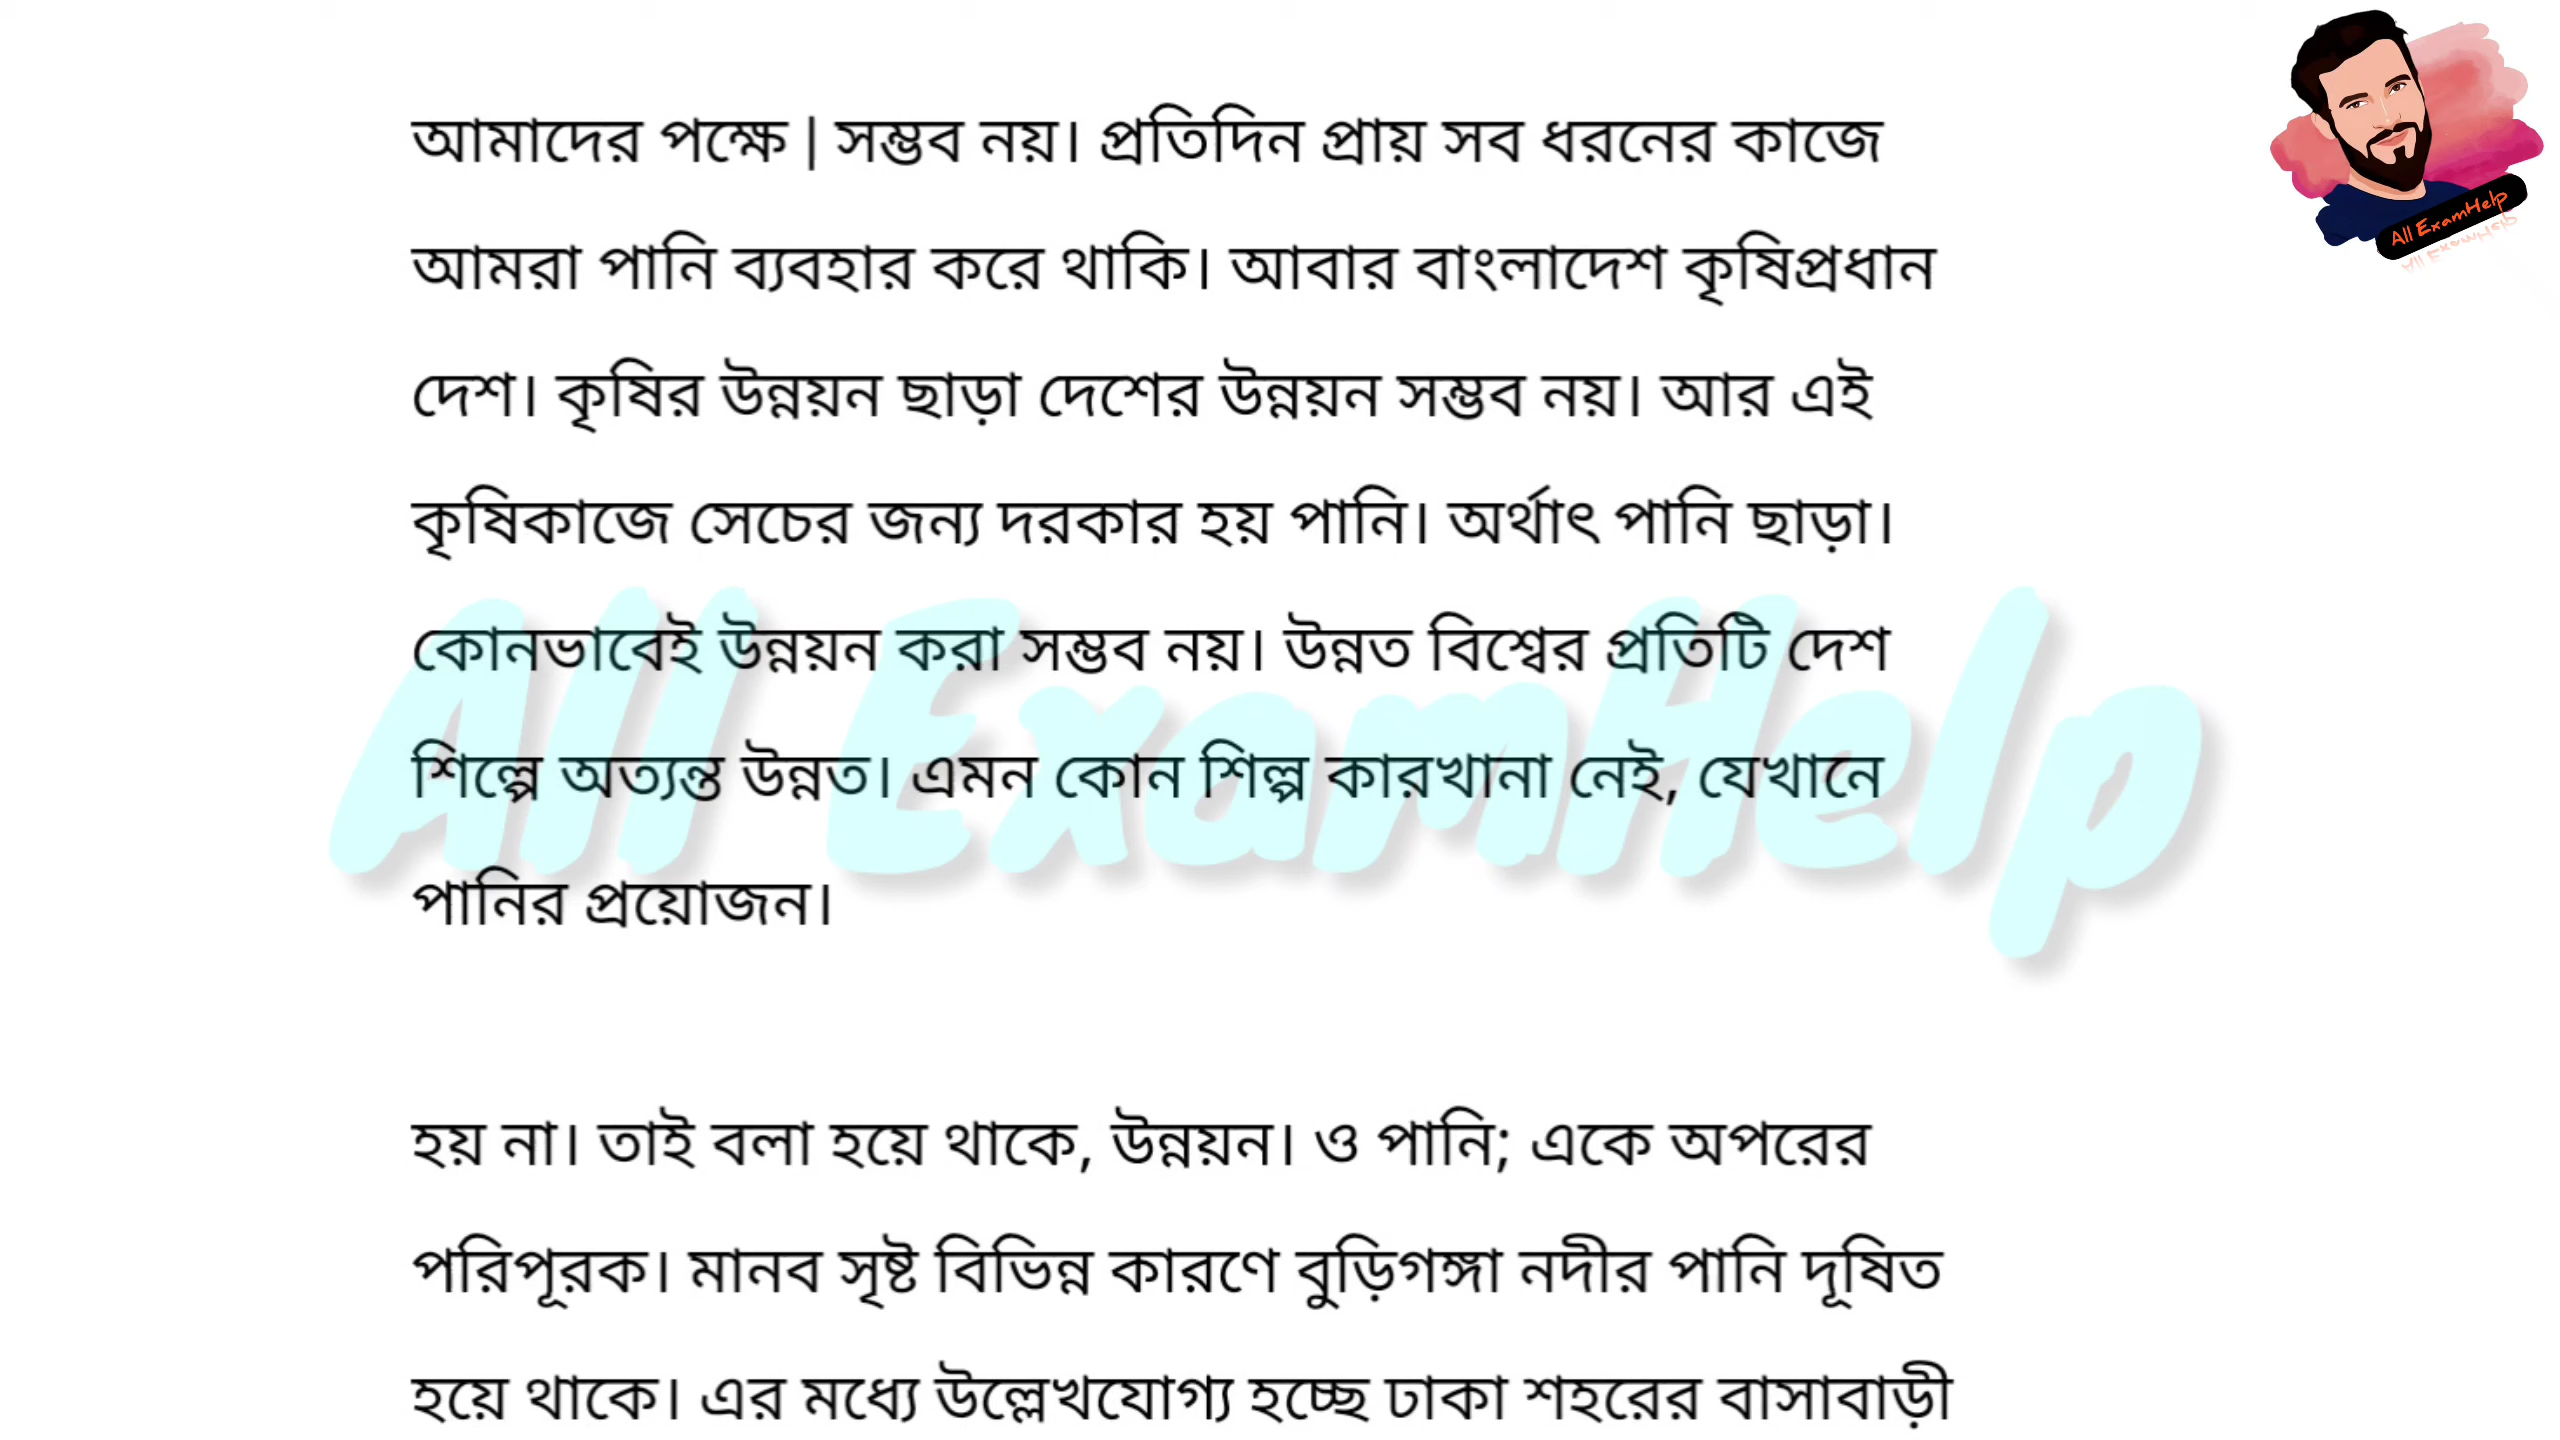 আমাদের পক্ষে | সম্ভব নয়। প্রতিদিন প্রায় সব ধরনের কাজে
আমরা পানি ব্যবহার করে থাকি। আবার বাংলাদেশ কৃষিপ্রধান
দেশ। কৃষির উন্নয়ন ছাড়া দেশের উন্নয়ন সম্ভব নয়। আর এই
কৃষিকাজে সেচের জন্য দরকার হয় পানি। অর্থাৎ পানি ছাড়া।
কোনভাবেই উন্নয়ন করা সম্ভব নয়। উন্নত বিশ্বের প্রতিটি দেশ
শিল্পে অত্যন্ত উন্নত। এমন কোন শিল্প কারখানা নেই, যেখানে
পানির প্রয়োজন।
হয় না। তাই বলা হয়ে থাকে, উন্নয়ন। ও পানি; একে অপরের
পরিপূরক। মানব সৃষ্ট বিভিন্ন কারণে বুড়িগঙ্গা নদীর পানি দূষিত
হয়ে থাকে। এর মধ্যে উল্লেখযোগ্য হচ্ছে ঢাকা শহরের বাসাবাড়ী
All ExamHelp
All ExamHelp
All ExamHelp